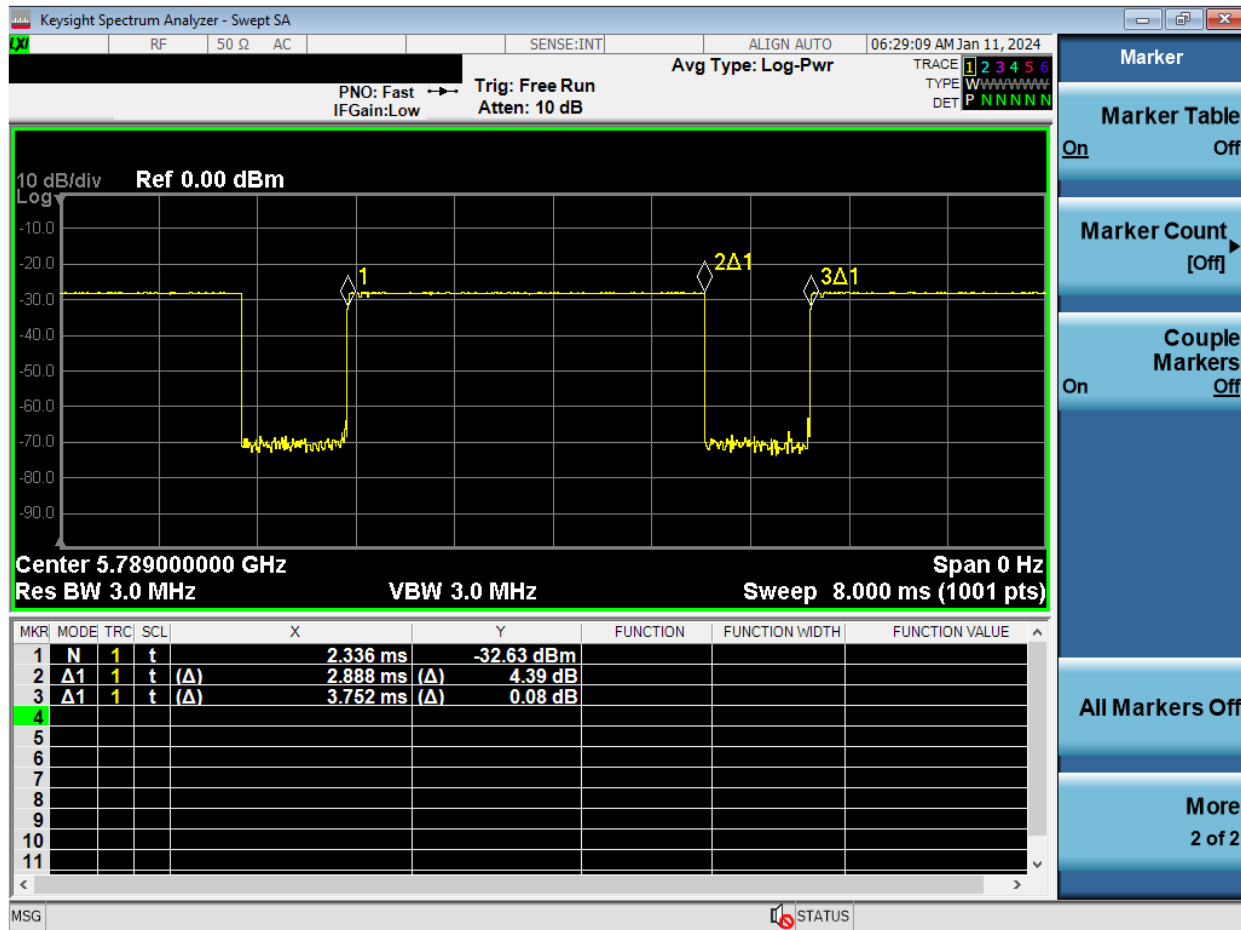 Keysight Spectrum Analyzer - Swept SA
LXI RF 50 Ω AC SENSE:INT ALIGN AUTO 06:29:09 AM Jan 11, 2024
Avg Type: Log-Pwr
TRACE 1 2 3 4 5 6
PNO: Fast Trig: Free Run
TYPE W W W W W W
IFGain:Low Atten: 10 dB
DET P N N N N N
10 dB/div Ref 0.00 dBm
Log
-10.0
-20.0
-30.0
-40.0
-50.0
-60.0
-70.0
-80.0
-90.0
1
2Δ1
3Δ1
Center 5.789000000 GHz Span 0 Hz
Res BW 3.0 MHz VBW 3.0 MHz Sweep 8.000 ms (1001 pts)
MKR MODE TRC SCL X Y FUNCTION FUNCTION WIDTH FUNCTION VALUE
1 N 1 t 2.336 ms -32.63 dBm
2 Δ1 1 t (Δ) 2.888 ms (Δ) 4.39 dB
3 Δ1 1 t (Δ) 3.752 ms (Δ) 0.08 dB
4
5
6
7
8
9
10
11
MSG STATUS
Marker
Marker Table
On Off
Marker Count
[Off]
Couple
Markers
On Off
All Markers Off
More
2 of 2